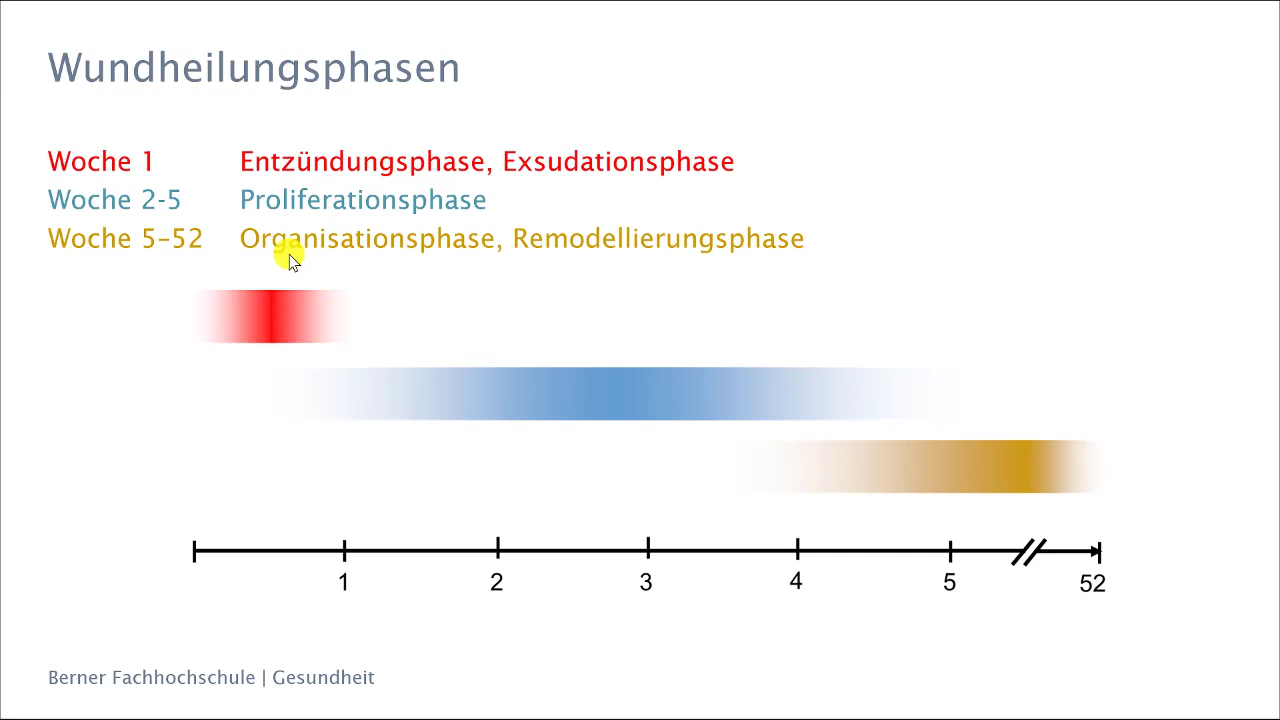 Wundheilungsphasen
Woche 1 Entzündungsphase, Exsudationsphase
Woche 2-5 Proliferationsphase
Woche 5–52 Organisationsphase, Remodellierungsphase
1 2 3 4 5 52
Berner Fachhochschule | Gesundheit